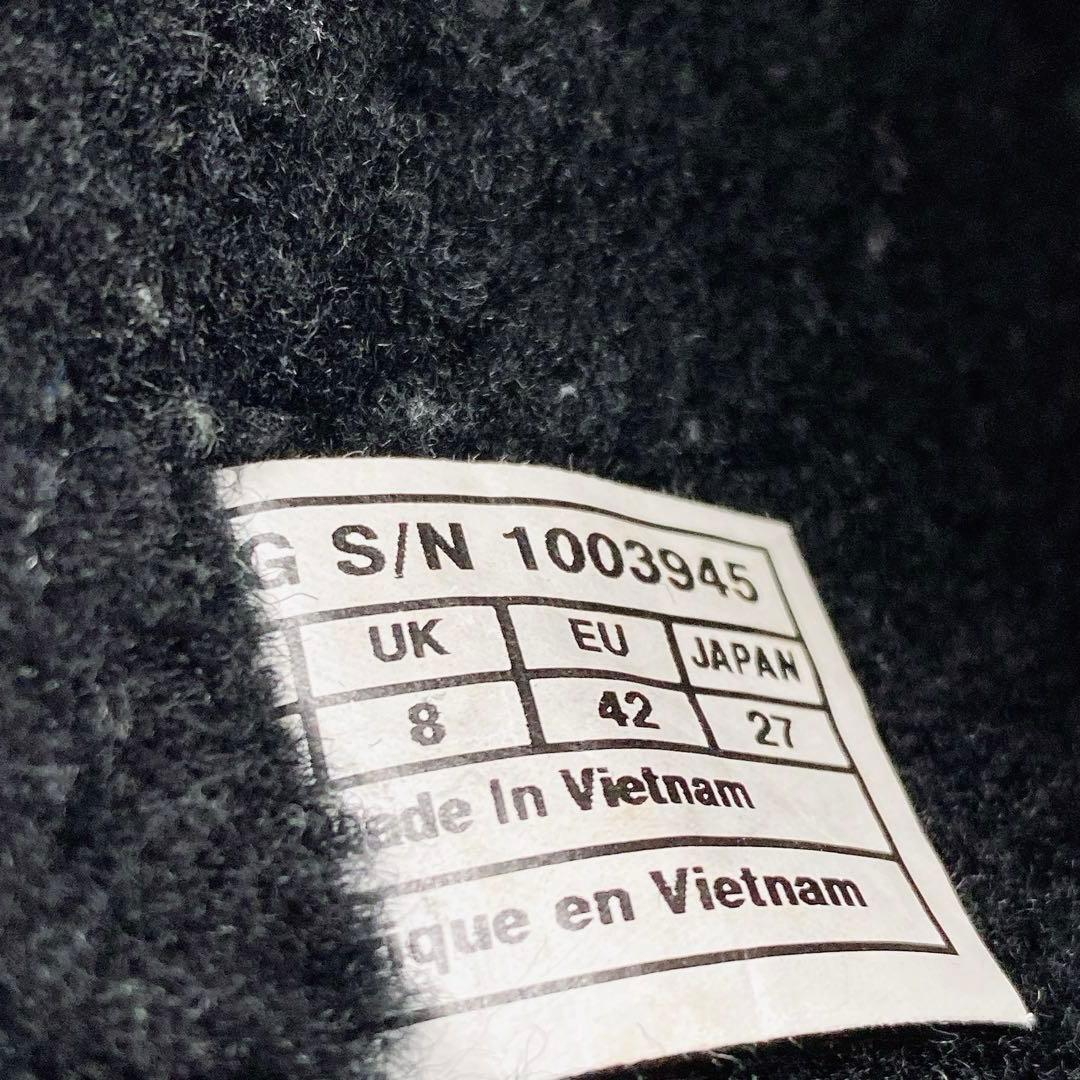 G S/N 1003945
UK EU JAPAN
8 42 27
ade In Vietnam
ique en Vietnam